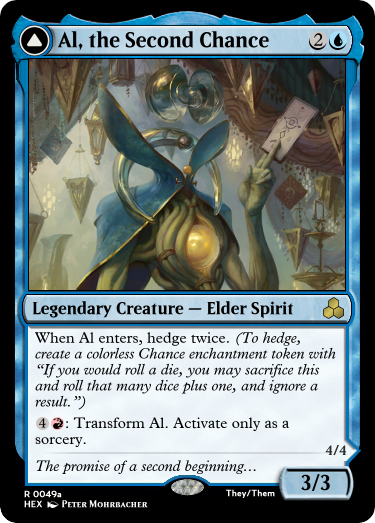 Al, the Second Chance 2
Legendary Creature — Elder Spirit
When Al enters, hedge twice. (To hedge,
create a colorless Chance enchantment token with
“If you would roll a die, you may sacrifice this
and roll that many dice plus one, and ignore a
result.”)
4: Transform Al. Activate only as a
sorcery.
4/4
The promise of a second beginning…
3/3
R 0049a
HEX Peter Mohrbacher
They/Them